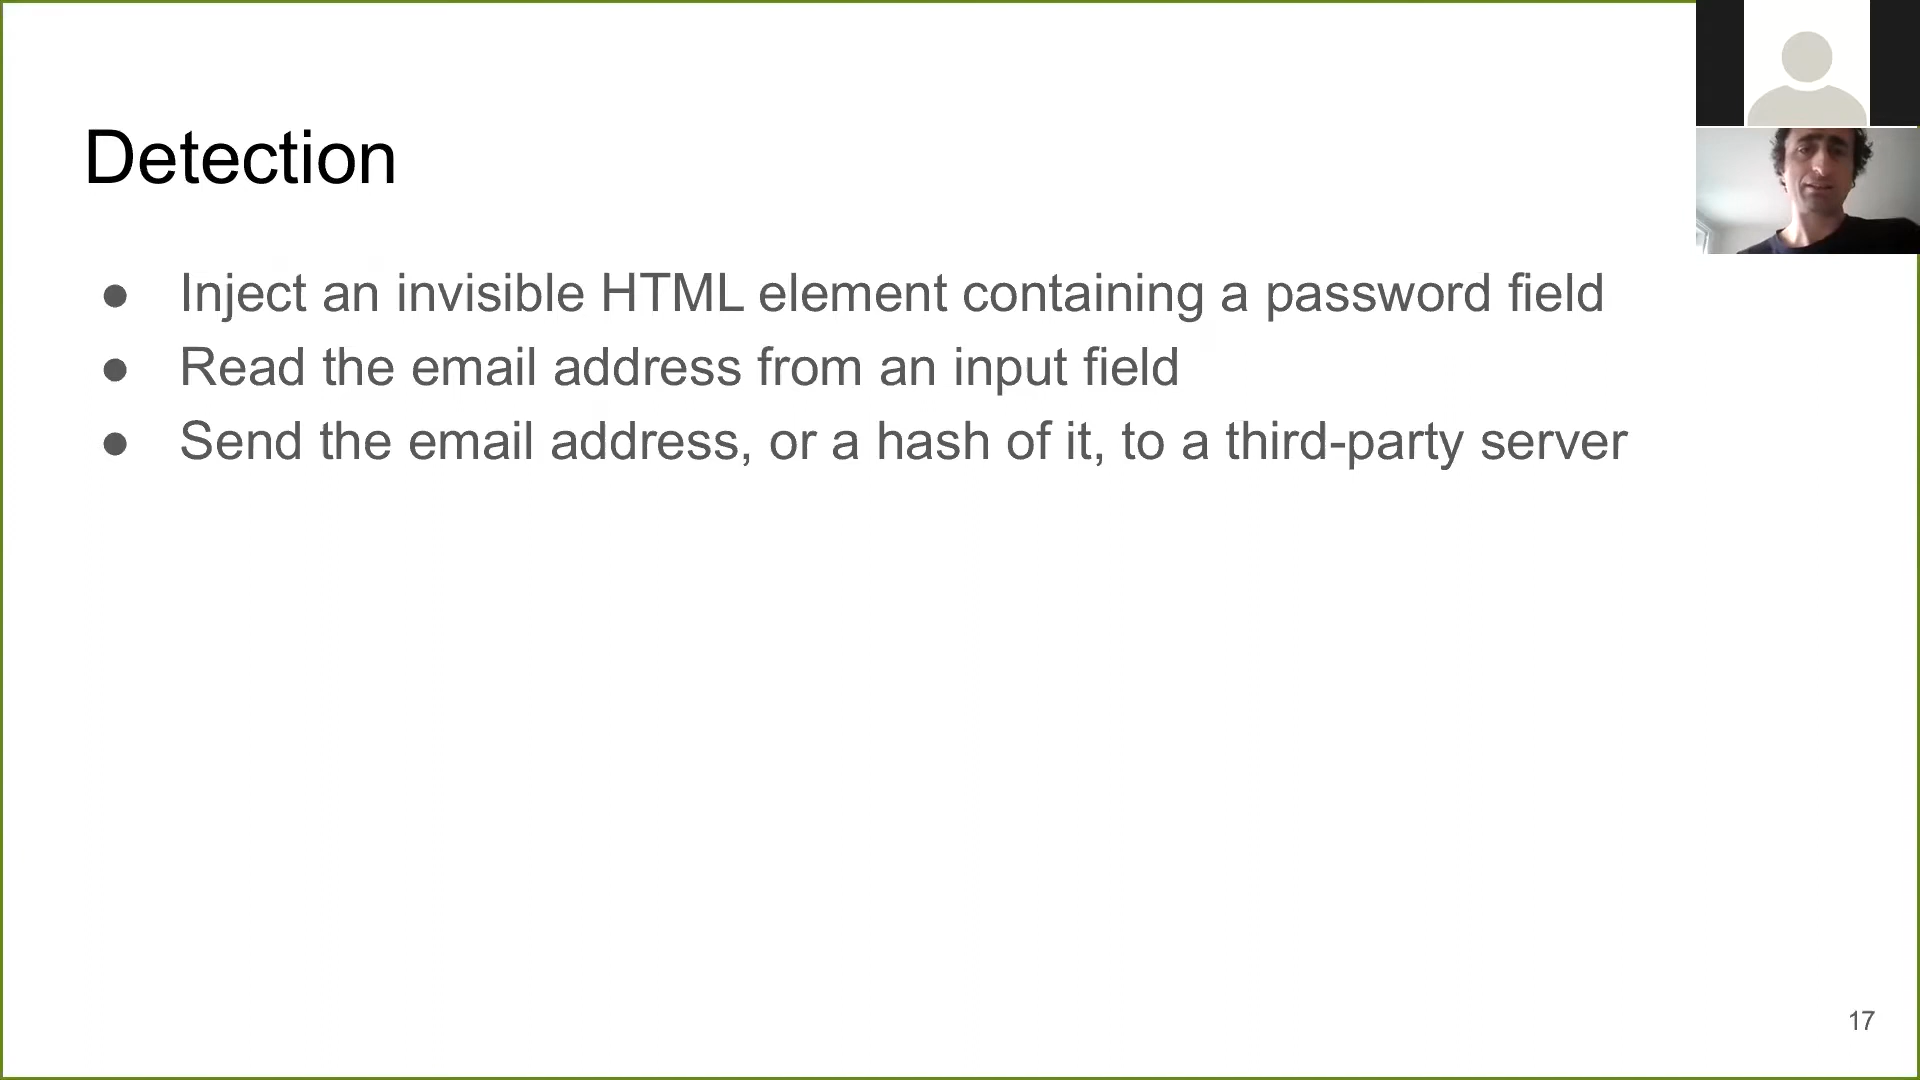 Detection
● Inject an invisible HTML element containing a password field
● Read the email address from an input field
● Send the email address, or a hash of it, to a third-party server
17